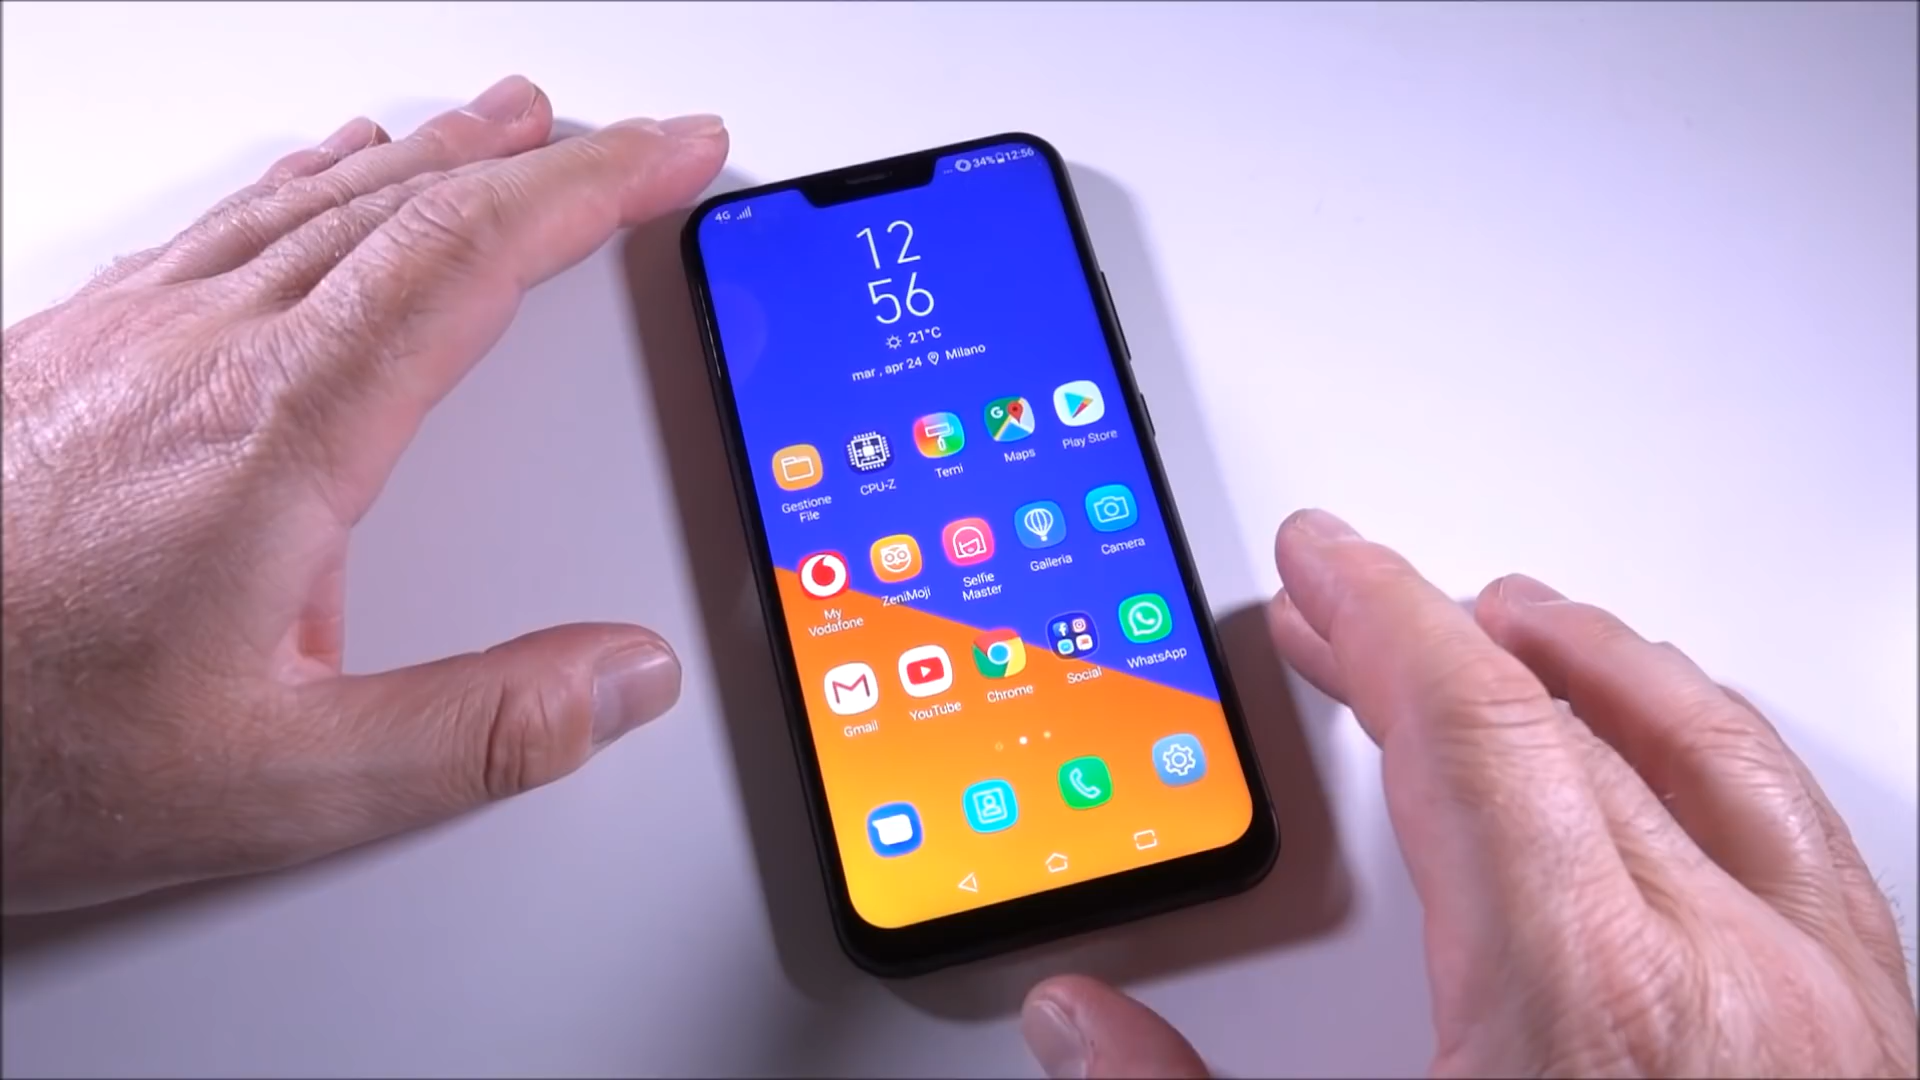 4G
34% 12:56
12
56
21°C
mar , apr 24 Milano
Gestione
File
CPU-Z
Temi
Maps
Play Store
My
Vodafone
ZeniMoji
Selfie
Master
Galleria
Camera
Gmail
YouTube
Chrome
Social
WhatsApp